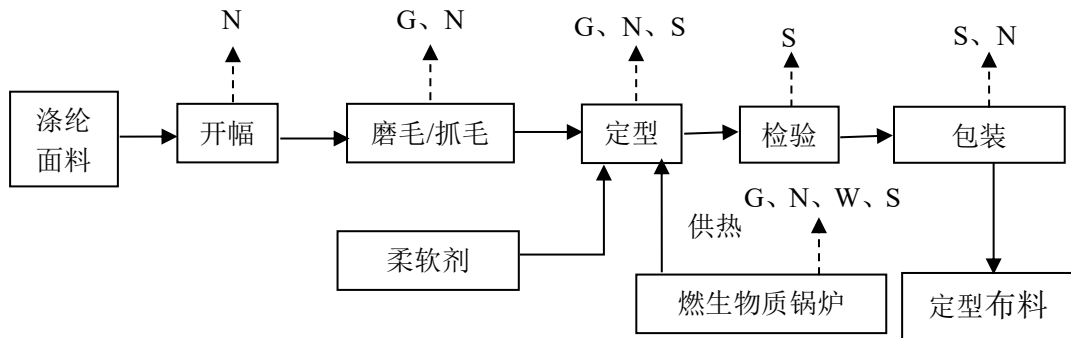 N
G、N
G、N、S
S
S、N
涤纶
面料
开幅
磨毛/抓毛
定型
检验
包装
G、N、W、S
供热
柔软剂
燃生物质锅炉
定型布料